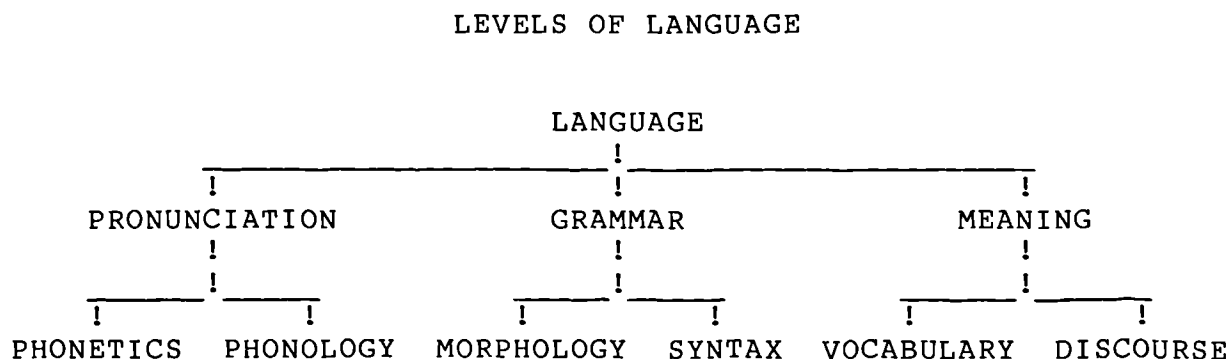 LEVELS OF LANGUAGE
LANGUAGE
PRONUNCIATION GRAMMAR MEANING
PHONETICS PHONOLOGY MORPHOLOGY SYNTAX VOCABULARY DISCOURSE